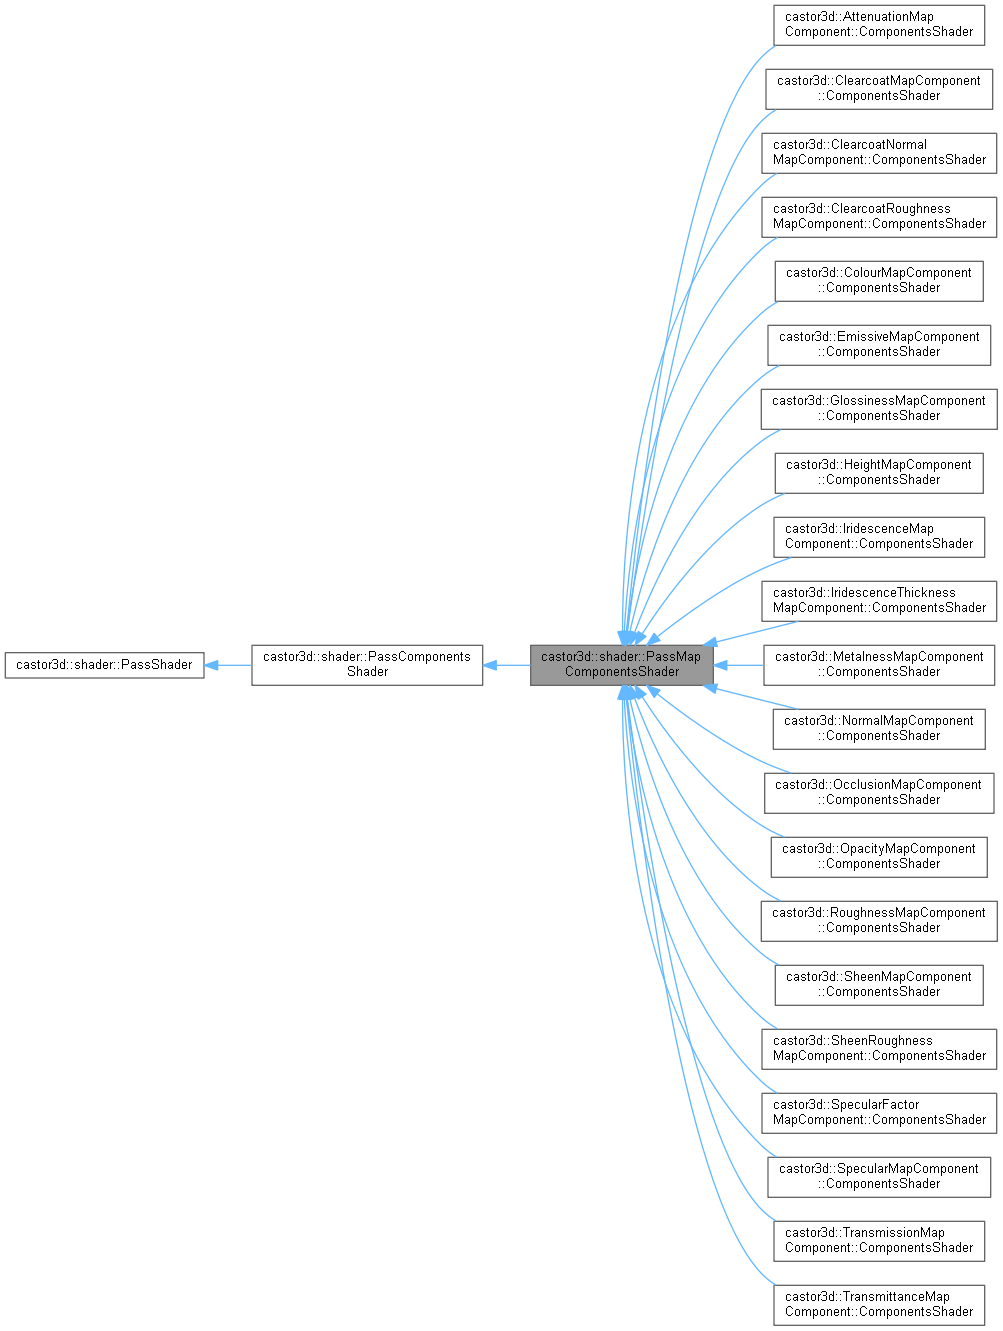 castor3d::AttenuationMap
Component::ComponentsShader
castor3d::ClearcoatMapComponent
::ComponentsShader
castor3d::ClearcoatNormal
MapComponent::ComponentsShader
castor3d::ClearcoatRoughness
MapComponent::ComponentsShader
castor3d::ColourMapComponent
::ComponentsShader
castor3d::EmissiveMapComponent
::ComponentsShader
castor3d::GlossinessMapComponent
::ComponentsShader
castor3d::HeightMapComponent
::ComponentsShader
castor3d::IridescenceMap
Component::ComponentsShader
castor3d::IridescenceThickness
MapComponent::ComponentsShader
castor3d::shader::PassShader
castor3d::shader::PassComponents
Shader
castor3d::shader::PassMap
ComponentsShader
castor3d::MetalnessMapComponent
::ComponentsShader
castor3d::NormalMapComponent
::ComponentsShader
castor3d::OcclusionMapComponent
::ComponentsShader
castor3d::OpacityMapComponent
::ComponentsShader
castor3d::RoughnessMapComponent
::ComponentsShader
castor3d::SheenMapComponent
::ComponentsShader
castor3d::SheenRoughness
MapComponent::ComponentsShader
castor3d::SpecularFactor
MapComponent::ComponentsShader
castor3d::SpecularMapComponent
::ComponentsShader
castor3d::TransmissionMap
Component::ComponentsShader
castor3d::TransmittanceMap
Component::ComponentsShader